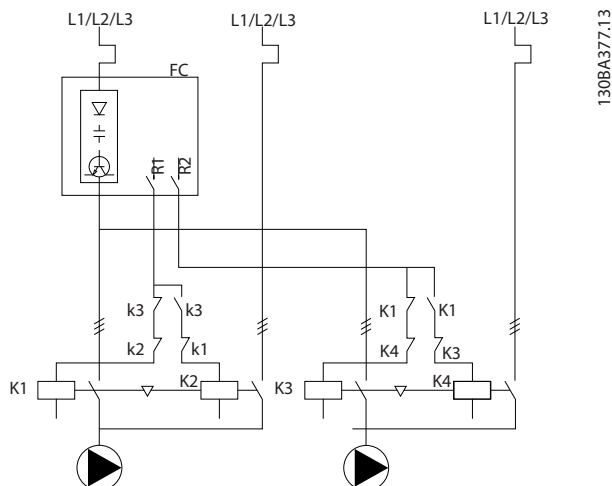 L1/L2/L3
L1/L2/L3
L1/L2/L3
130BA377.13
FC
R1
R2
k3
k3
K1
K1
k2
k1
K4
K3
K1
K2
K3
K4